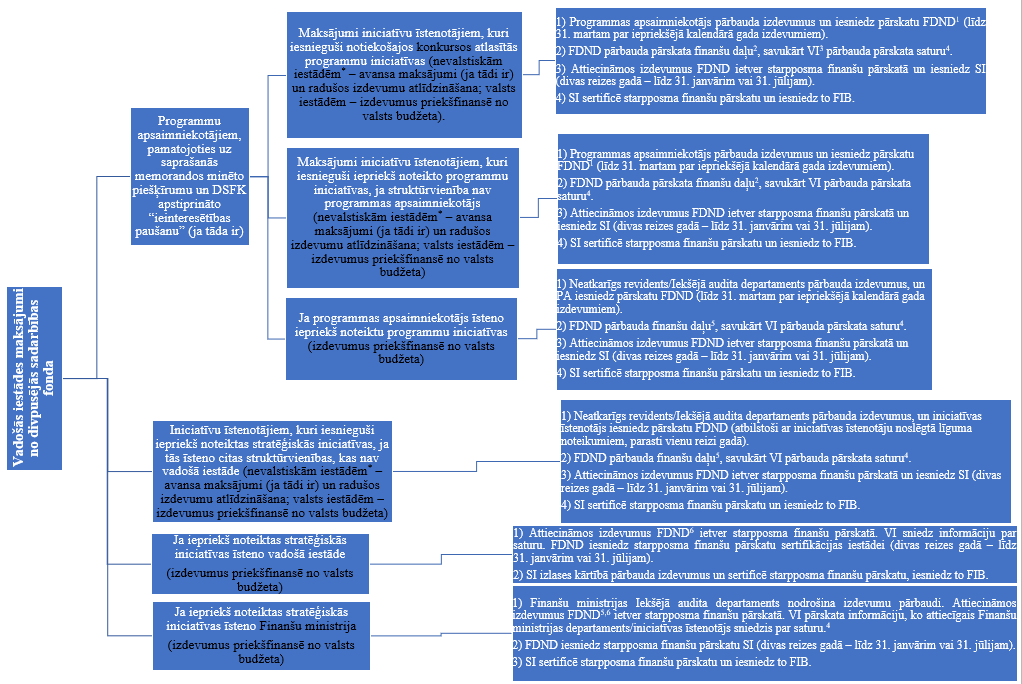 Vadošās iestādes maksājumi
no divpusējās sadarbības
fonda
Programmu
apsaimniekotājiem,
pamatojoties uz
saprašanās
memorandos minēto
piešķīrumu un DSFK
apstiprināto
“ieinteresētības
paušanu” (ja tāda ir)
Maksājumi iniciatīvu īstenotājiem, kuri
iesnieguši notiekošajos konkursos atlasītās
programmu iniciatīvas (nevalstiskām
iestādēm* – avansa maksājumi (ja tādi ir)
un radušos izdevumu atlīdzināšana; valsts
iestādēm – izdevumus priekšfinansē no
valsts budžeta).
1) Programmas apsaimniekotājs pārbauda izdevumus un iesniedz pārskatu FDND¹ (līdz
31. martam par iepriekšējā kalendārā gada izdevumiem).
2) FDND pārbauda pārskata finanšu daļu², savukārt VI³ pārbauda pārskata saturu⁴.
3) Attiecināmos izdevumus FDND ietver starpposma finanšu pārskatā un iesniedz SI
(divas reizes gadā – līdz 31. janvārim vai 31. jūlijam).
4) SI sertificē starpposma finanšu pārskatu un iesniedz to FIB.
Maksājumi iniciatīvu īstenotājiem, kuri
iesnieguši iepriekš noteikto programmu
iniciatīvas, ja struktūrvienība nav
programmas apsaimniekotājs
(nevalstiskām iestādēm* – avansa
maksājumi (ja tādi ir) un radušos
izdevumu atlīdzināšana; valsts iestādēm –
izdevumus priekšfinansē no valsts
budžeta)
1) Programmas apsaimniekotājs pārbauda izdevumus un iesniedz pārskatu
FDND¹ (līdz 31. martam par iepriekšējā kalendārā gada izdevumiem).
2) FDND pārbauda pārskata finanšu daļu², savukārt VI pārbauda pārskata
saturu⁴.
3) Attiecināmos izdevumus FDND ietver starpposma finanšu pārskatā un
iesniedz SI (divas reizes gadā – līdz 31. janvārim vai 31. jūlijam).
4) SI sertificē starpposma finanšu pārskatu un iesniedz to FIB.
Ja programmas apsaimniekotājs īsteno
iepriekš noteiktu programmu iniciatīvas
(izdevumus priekšfinansē no valsts
budžeta)
1) Neatkarīgs revidents/Iekšējā audita departaments pārbauda izdevumus, un
PA iesniedz pārskatu FDND (līdz 31. martam par iepriekšējā kalendārā gada
izdevumiem).
2) FDND pārbauda finanšu daļu⁵, savukārt VI pārbauda pārskata saturu⁴.
3) Attiecināmos izdevumus FDND ietver starpposma finanšu pārskatā un
iesniedz SI (divas reizes gadā – līdz 31. janvārim vai 31. jūlijam).
4) SI sertificē starpposma finanšu pārskatu un iesniedz to FIB.
Iniciatīvu īstenotājiem, kuri iesnieguši
iepriekš noteiktas stratēģiskās iniciatīvas, ja
tās īsteno citas struktūrvienības, kas nav
vadošā iestāde (nevalstiskām iestādēm* –
avansa maksājumi (ja tādi ir) un radušos
izdevumu atlīdzināšana; valsts iestādēm –
izdevumus priekšfinansē no valsts budžeta)
1) Neatkarīgs revidents/Iekšējā audita departaments pārbauda izdevumus, un iniciatīvas
īstenotājs iesniedz pārskatu FDND (atbilstoši ar iniciatīvas īstenotāju noslēgtā līguma
noteikumiem, parasti vienu reizi gadā).
2) FDND pārbauda finanšu daļu⁵, savukārt VI pārbauda pārskata saturu⁴.
3) Attiecināmos izdevumus FDND ietver starpposma finanšu pārskatā un iesniedz SI (divas
reizes gadā – līdz 31. janvārim vai 31. jūlijam).
4) SI sertificē starpposma finanšu pārskatu un iesniedz to FIB.
Ja iepriekš noteiktas stratēģiskās
iniciatīvas īsteno vadošā iestāde
(izdevumus priekšfinansē no valsts
budžeta)
1) Attiecināmos izdevumus FDND⁶ ietver starpposma finanšu pārskatā. VI sniedz informāciju par
saturu. FDND iesniedz starpposma finanšu pārskatu sertifikācijas iestādei (divas reizes gadā – līdz
31. janvārim vai 31. jūlijam).
2) SI izlases kārtībā pārbauda izdevumus un sertificē starpposma finanšu pārskatu, iesniedz to FIB.
Ja iepriekš noteiktas stratēģiskās
iniciatīvas īsteno Finanšu ministrija
(izdevumus priekšfinansē no valsts
budžeta)
1) Finanšu ministrijas Iekšējā audita departaments nodrošina izdevumu pārbaudi. Attiecināmos
izdevumus FDND⁵,⁶ ietver starpposma finanšu pārskatā. VI pārskata informāciju, ko attiecīgais Finanšu
ministrijas departaments/iniciatīvas īstenotājs sniedzis par saturu.⁴
2) FDND iesniedz starpposma finanšu pārskatu SI (divas reizes gadā – līdz 31. janvārim vai 31. jūlijam).
3) SI sertificē starpposma finanšu pārskatu un iesniedz to FIB.